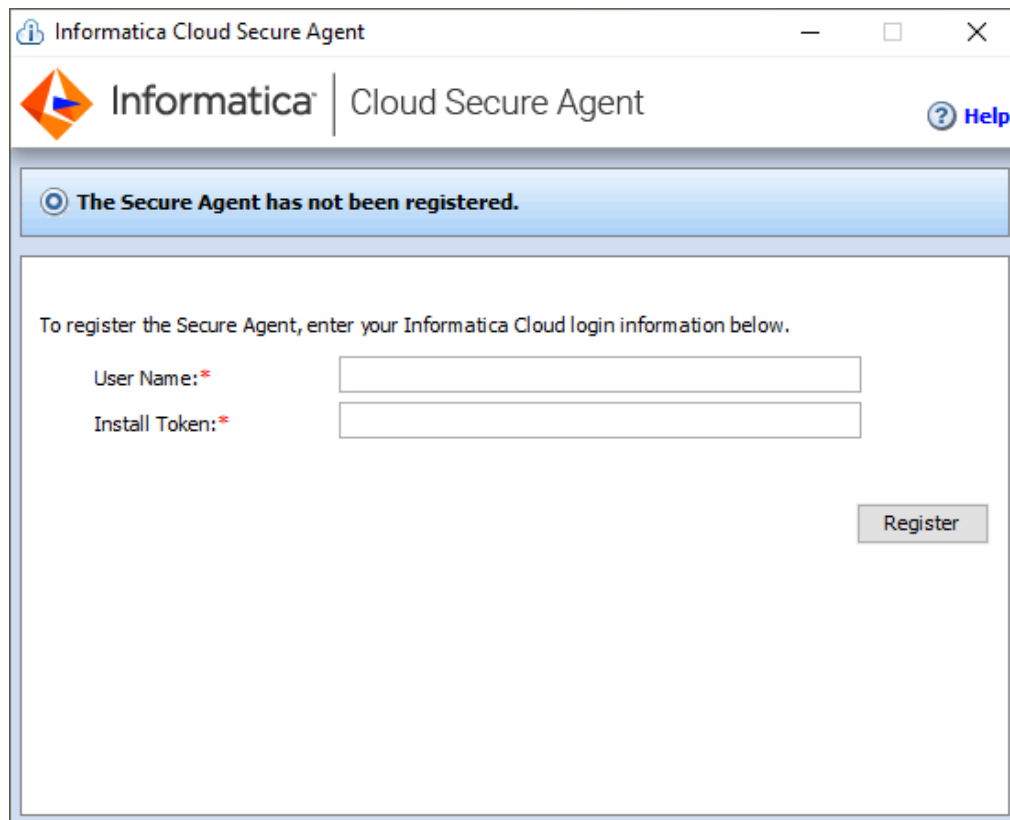 Informatica Cloud Secure Agent
Informatica™ Cloud Secure Agent
? Help
The Secure Agent has not been registered.
To register the Secure Agent, enter your Informatica Cloud login information below.
User Name:*
Install Token:*
Register